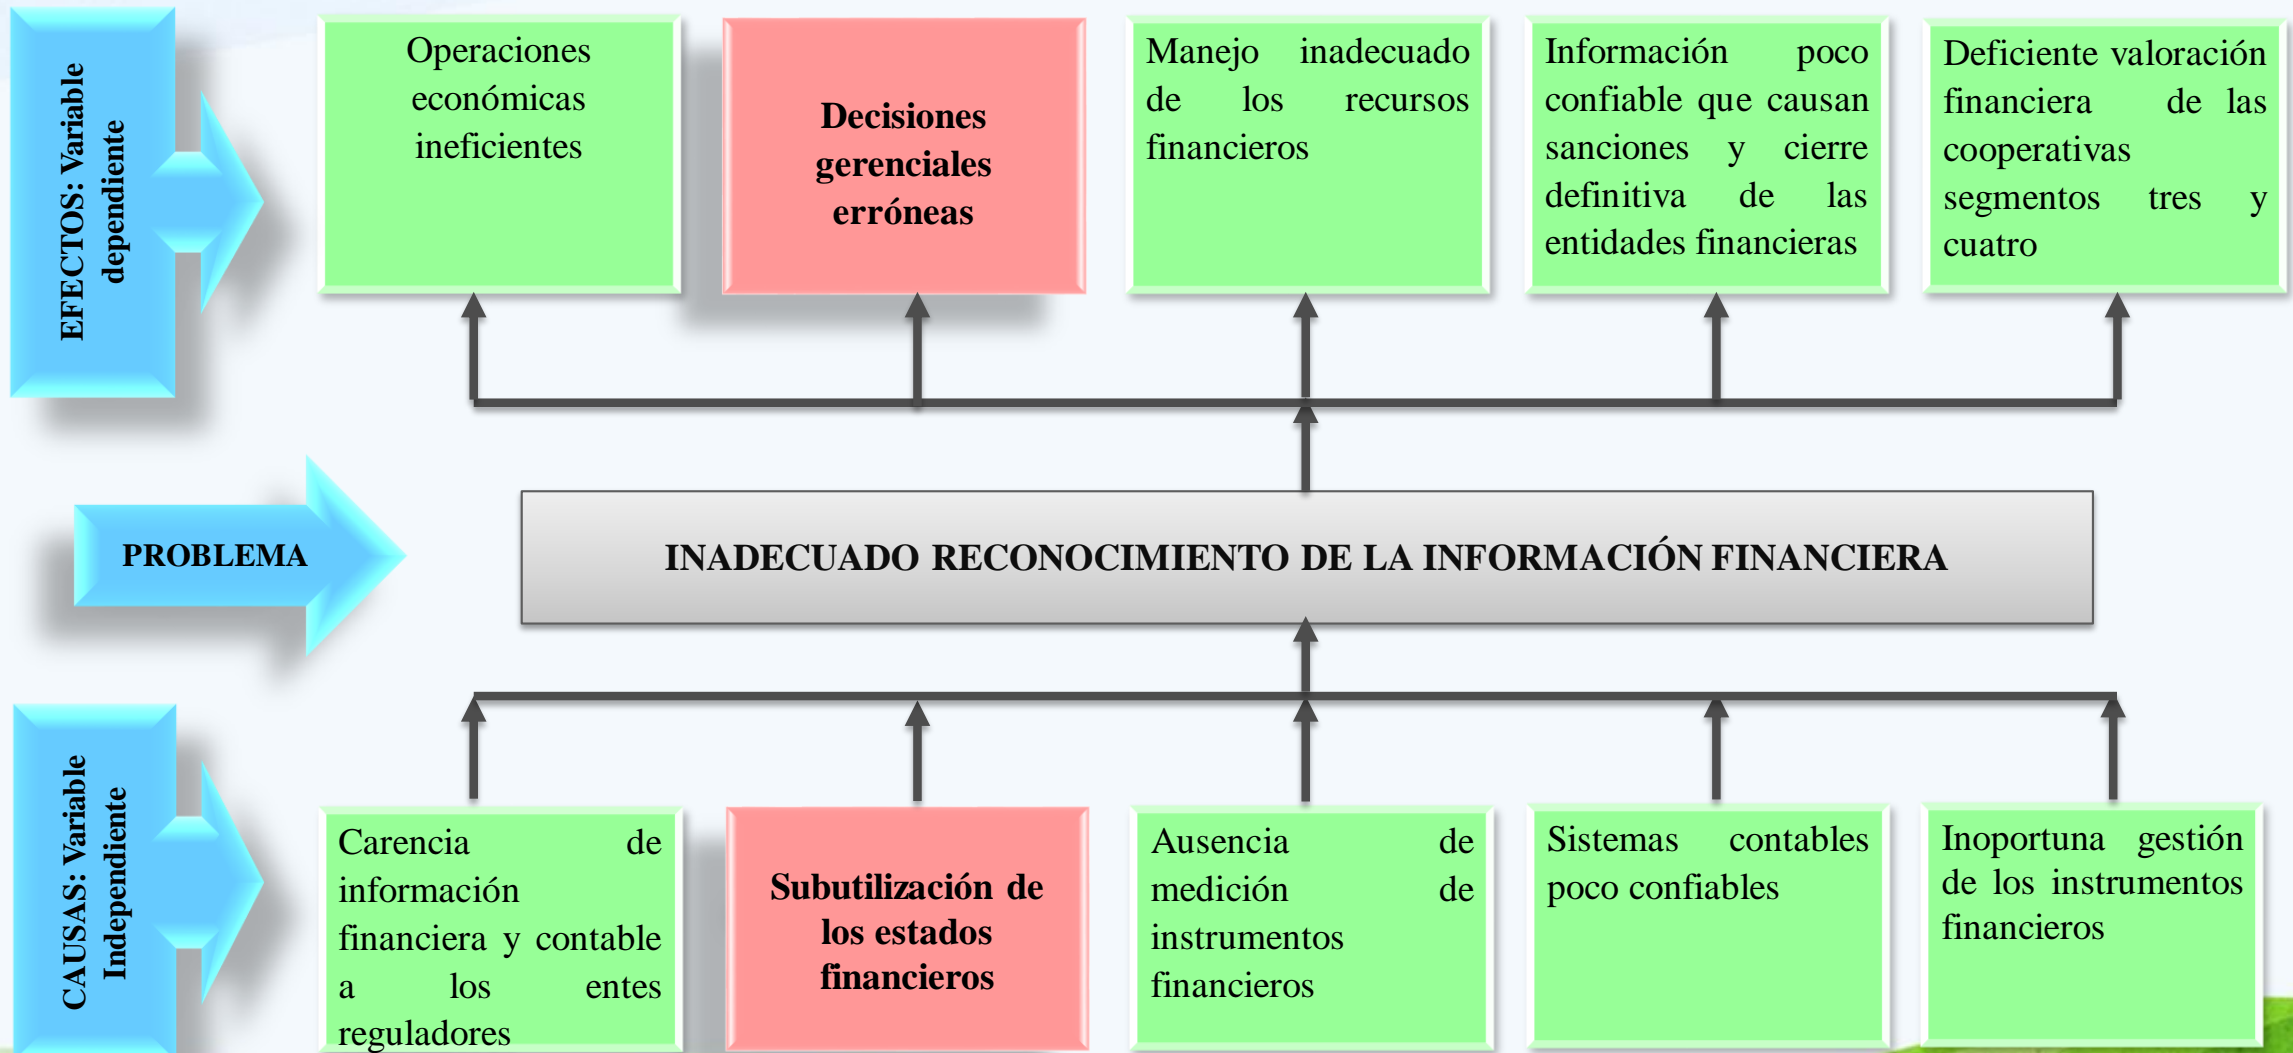 EFECTOS: Variable
dependiente
Operaciones
económicas
ineficientes
Decisiones
gerenciales
erróneas
Manejo inadecuado
de los recursos
financieros
Información poco
confiable que causan
sanciones y cierre
definitiva de las
entidades financieras
Deficiente valoración
financiera de las
cooperativas
segmentos tres y
cuatro
PROBLEMA
INADECUADO RECONOCIMIENTO DE LA INFORMACIÓN FINANCIERA
CAUSAS: Variable
Independiente
Carencia de
información
financiera y contable
a los entes
reguladores
Subutilización de
los estados
financieros
Ausencia de
medición de
instrumentos
financieros
Sistemas contables
poco confiables
Inoportuna gestión
de los instrumentos
financieros